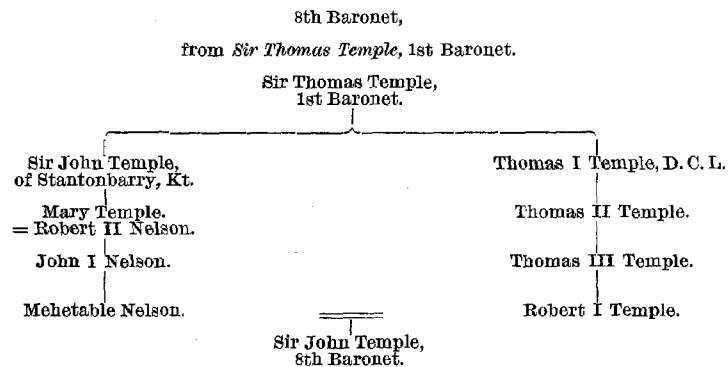 8th Baronet,
from Sir Thomas Temple, 1st Baronet.
Sir Thomas Temple,
1st Baronet.
Sir John Temple,
of Stantonbarry, Kt.
Mary Temple.
= Robert II Nelson.
John I Nelson.
Mehetable Nelson.
Thomas I Temple, D. C. L.
Thomas II Temple.
Thomas III Temple.
Robert I Temple.
Sir John Temple,
8th Baronet.